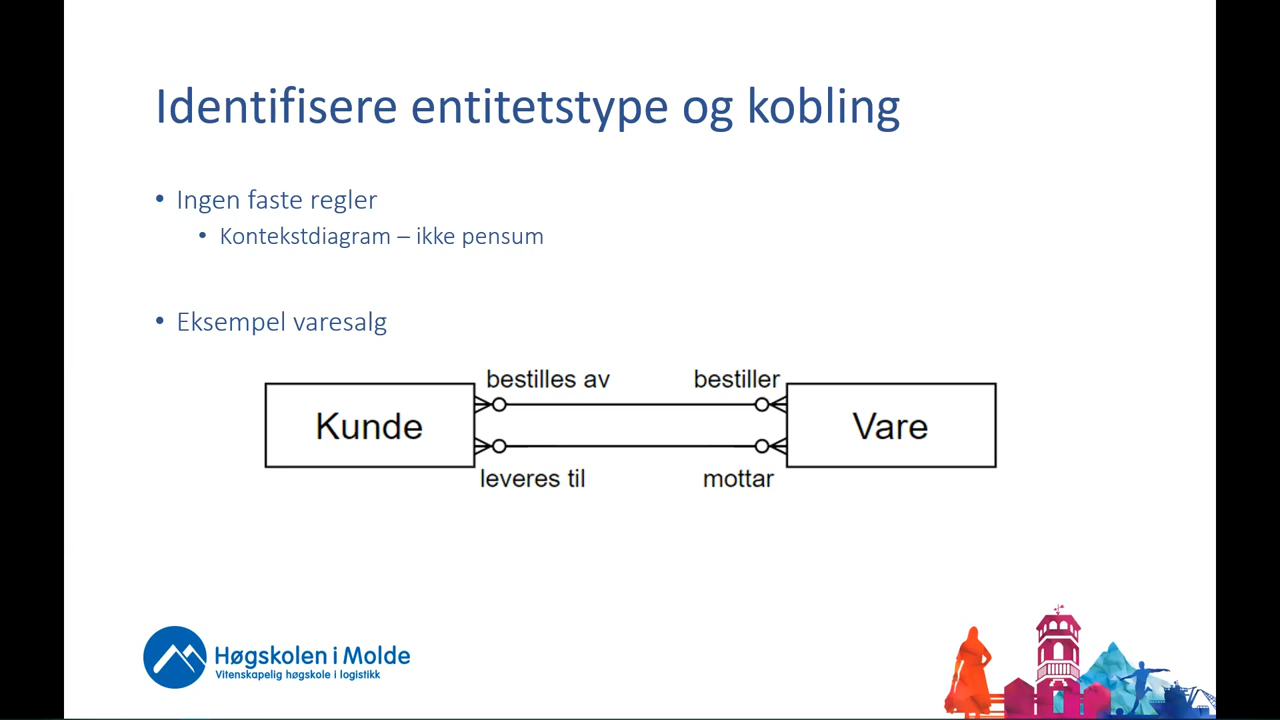 Identifisere entitetstype og kobling
• Ingen faste regler
• Kontekstdiagram – ikke pensum
• Eksempel varesalg
bestilles av bestiller
Kunde Vare
leveres til mottar
Høgskolen i Molde
Vitenskapelig høgskole i logistikk